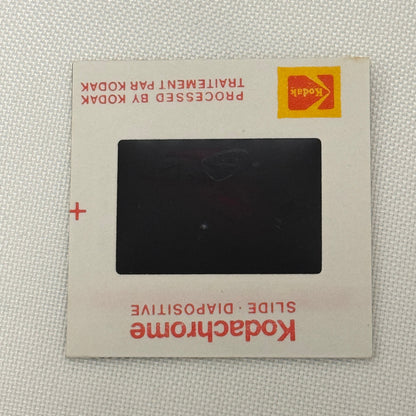 Kodachrome
SLIDE · DIAPOSITIVE
+
PROCESSED BY KODAK
TRAITEMENT PAR KODAK
Kodak